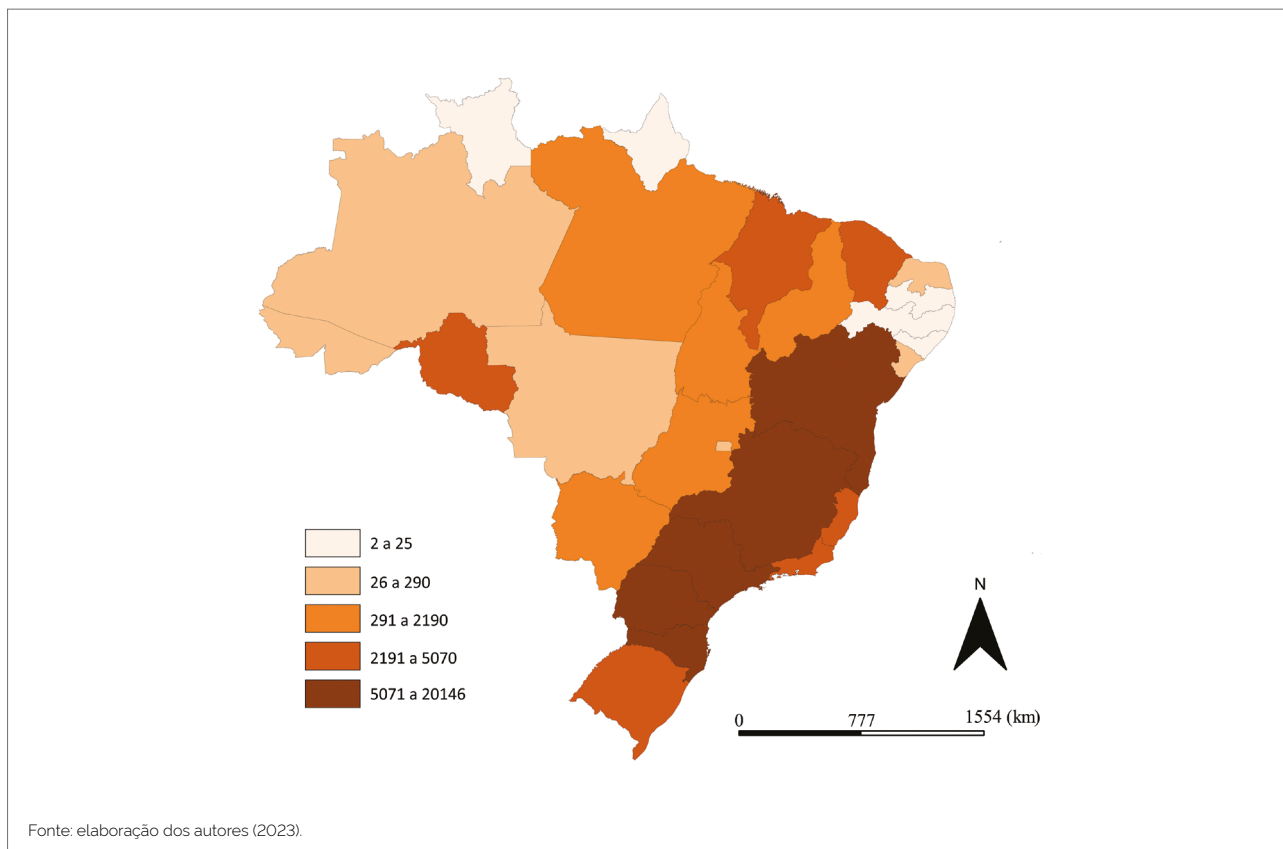 2 a 25
26 a 290
291 a 2190
2191 a 5070
5071 a 20146
N
0 777 1554 (km)
Fonte: elaboração dos autores (2023).